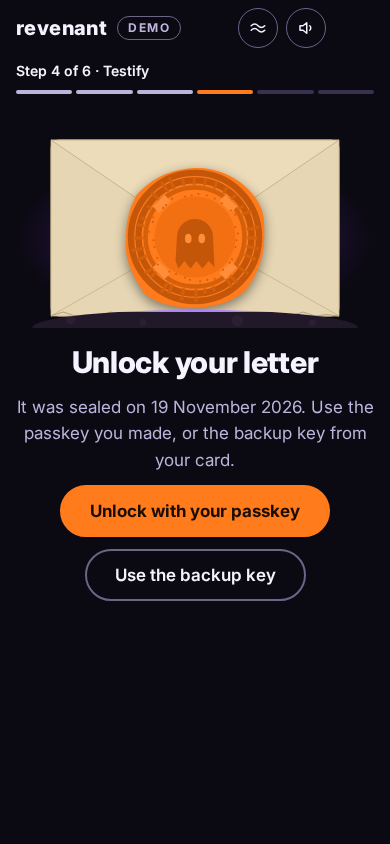 revenant
DEMO
Step 4 of 6 · Testify
Unlock your letter
It was sealed on 19 November 2026. Use the
passkey you made, or the backup key from
your card.
Unlock with your passkey
Use the backup key